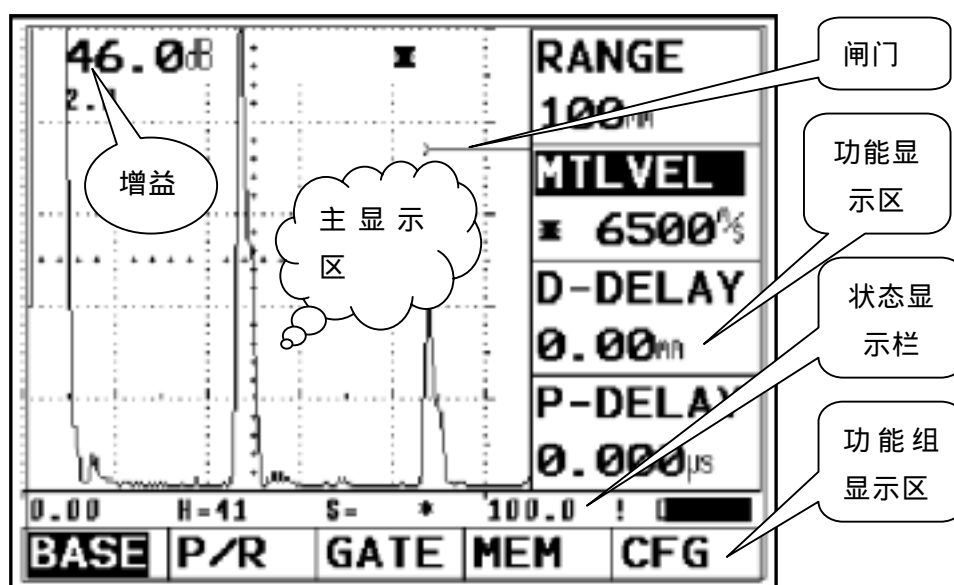 46.0dB
增益
主显示
区
RANGE
100mm
MTLVEL
6500m/s
D-DELAY
0.00mm
P-DELAY
0.000µs
0.00 H=41 S= * 100.0 !
BASE P/R GATE MEM CFG
闸门
功能显
示区
状态显
示栏
功能组
显示区